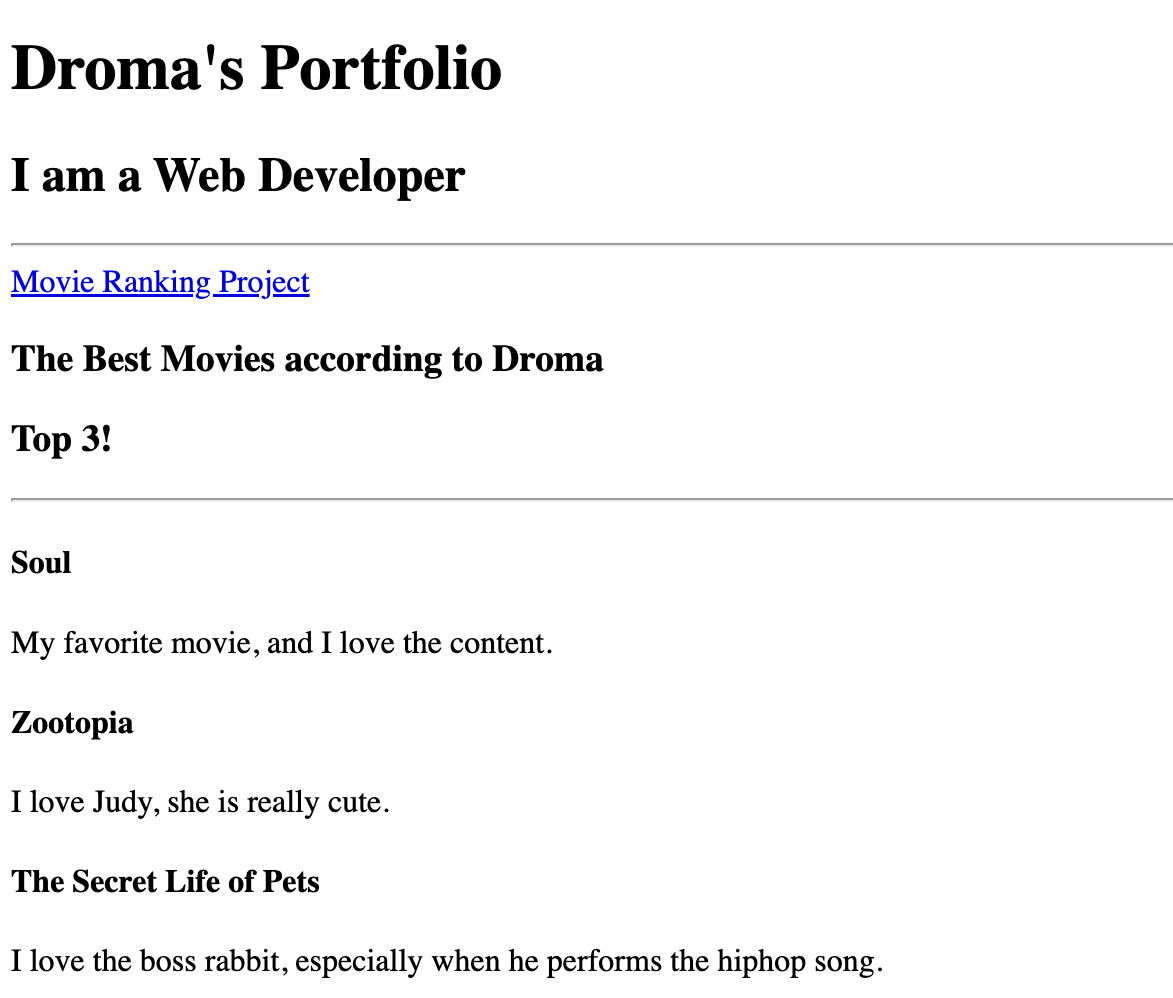 Droma's Portfolio
I am a Web Developer
Movie Ranking Project
The Best Movies according to Droma
Top 3!
Soul
My favorite movie, and I love the content.
Zootopia
I love Judy, she is really cute.
The Secret Life of Pets
I love the boss rabbit, especially when he performs the hiphop song.